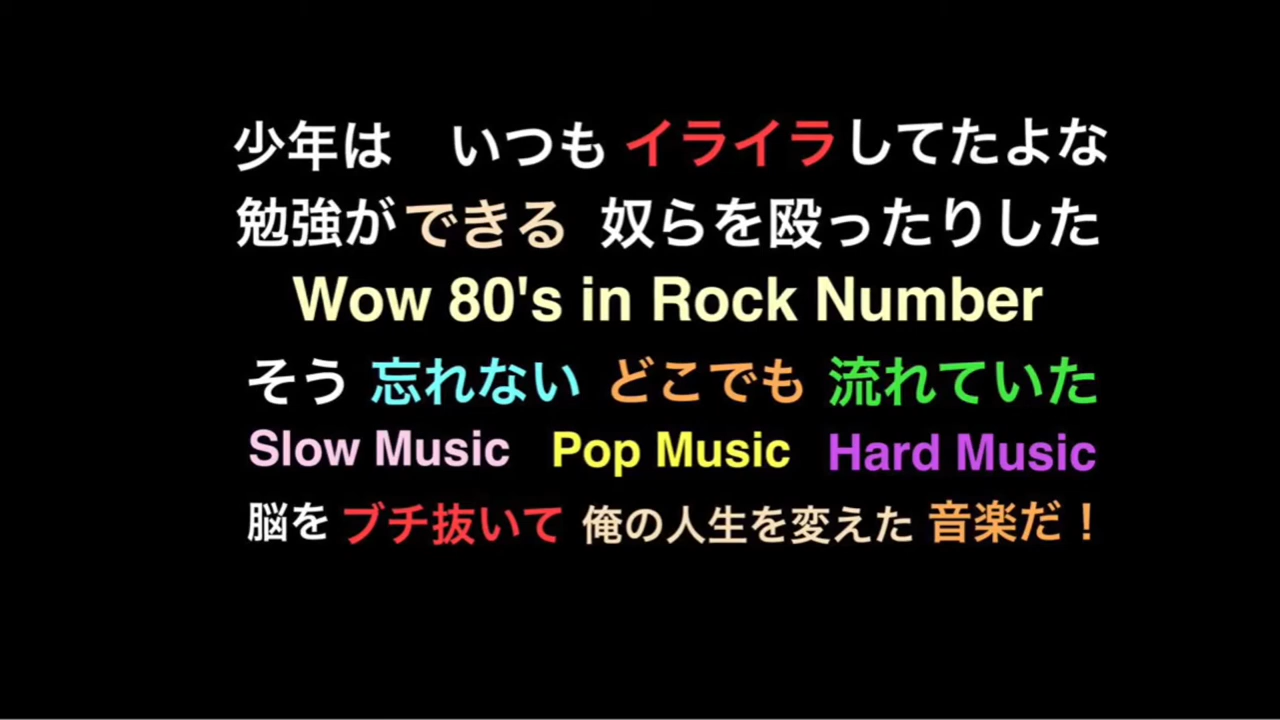 少年は　いつも イライラしてたよな
勉強ができる 奴らを殴ったりした
Wow 80's in Rock Number
そう 忘れない どこでも 流れていた
Slow Music Pop Music Hard Music
脳を ブチ抜いて 俺の人生を変えた 音楽だ！